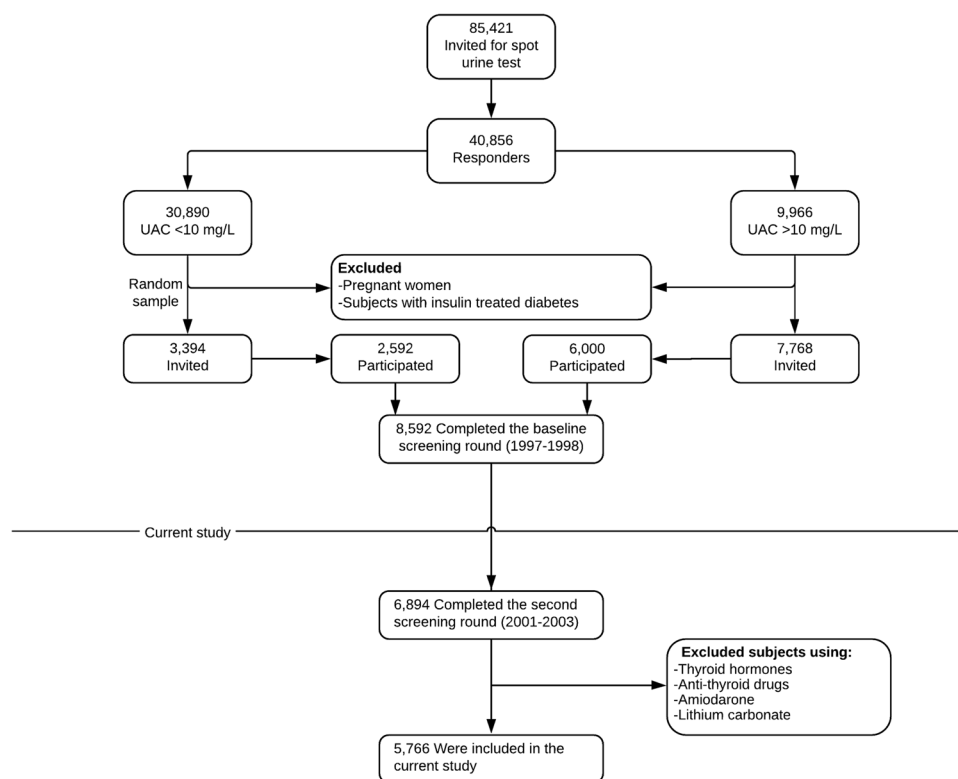 85,421
Invited for spot
urine test
40,856
Responders
30,890
UAC <10 mg/L
9,966
UAC >10 mg/L
Random
sample
Excluded
-Pregnant women
-Subjects with insulin treated diabetes
3,394
Invited
2,592
Participated
6,000
Participated
7,768
Invited
8,592 Completed the baseline
screening round (1997-1998)
Current study
6,894 Completed the second
screening round (2001-2003)
Excluded subjects using:
-Thyroid hormones
-Anti-thyroid drugs
-Amiodarone
-Lithium carbonate
5,766 Were included in the
current study